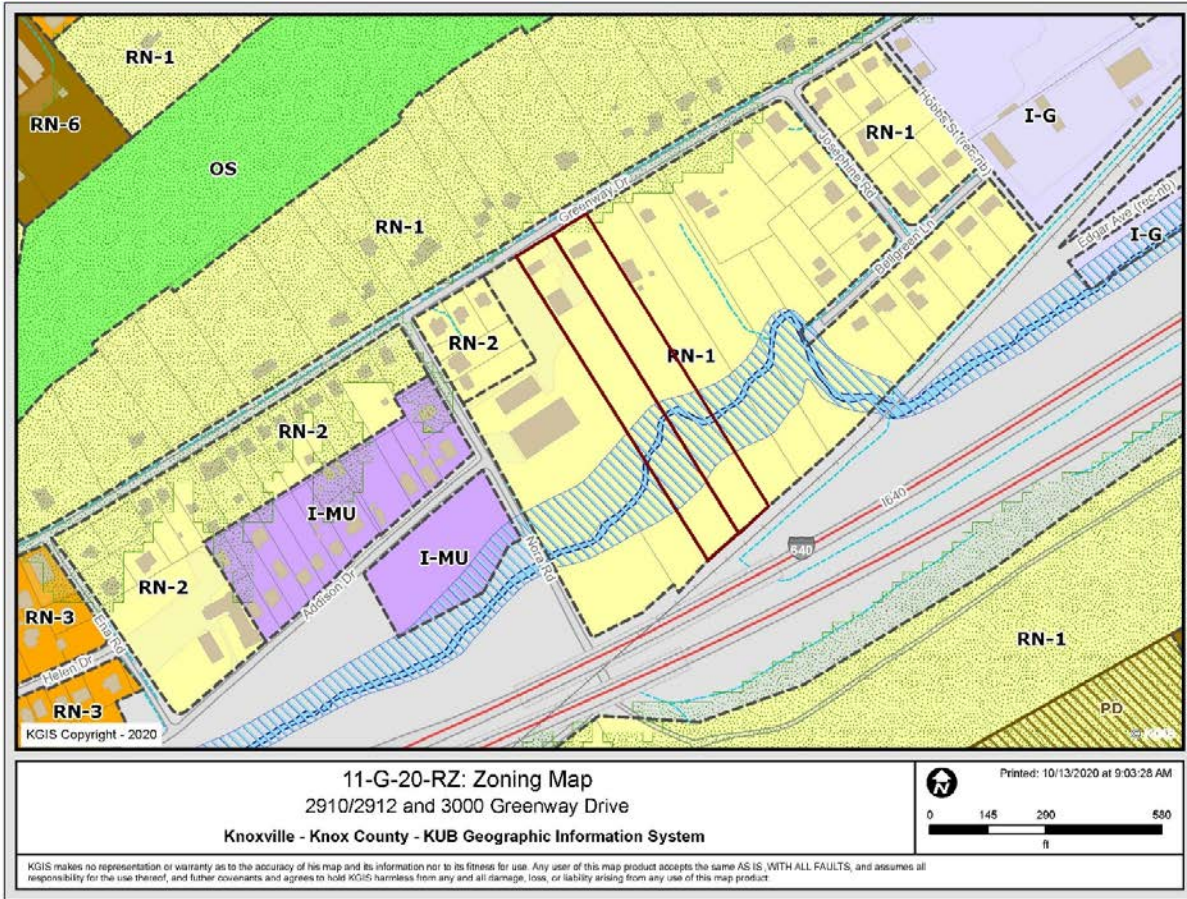 RN-1
RN-6
OS
RN-1
Greenway Dr
Josephine Rd
RN-1
Hobbs St (rec-nb)
I-G
Edgar Ave (rec-nb)
I-G
Bellgreen Ln
RN-2
RN-1
RN-2
I-MU
I-MU
RN-2
Addison Dr
Nora Rd
Ena Rd
RN-3
Helen Dr
RN-3
I640
640
RN-1
PD
KGIS Copyright - 2020
© KGIS
11-G-20-RZ: Zoning Map
2910/2912 and 3000 Greenway Drive
Knoxville - Knox County - KUB Geographic Information System
N
Printed: 10/13/2020 at 9:03:28 AM
0 145 290 580
ft
KGIS makes no representation or warranty as to the accuracy of his map and its information nor to its fitness for use. Any user of this map product accepts the same AS IS ,WITH ALL FAULTS, and assumes all
responsibility for the use thereof, and futher covenants and agrees to hold KGIS harmless from any and all damage, loss, or liability arising from any use of this map product.